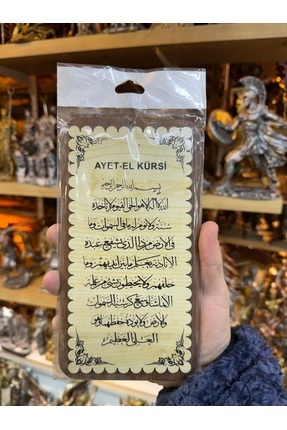 AYET-EL KÜRSİ
بسم الله الرحمن الرحيم
الله لا اله الا هو الحي القيوم لا تاخذه
سنة ولا نوم له ما في السموات وما
في الارض من ذا الذي يشفع عنده
الا باذنه يعلم ما بين ايديهم وما
خلفهم ولا يحيطون بشئ من علمه
الا بما شاء وسع كرسيه السموات
والارض ولا يؤده حفظهما وهو
العلي العظيم